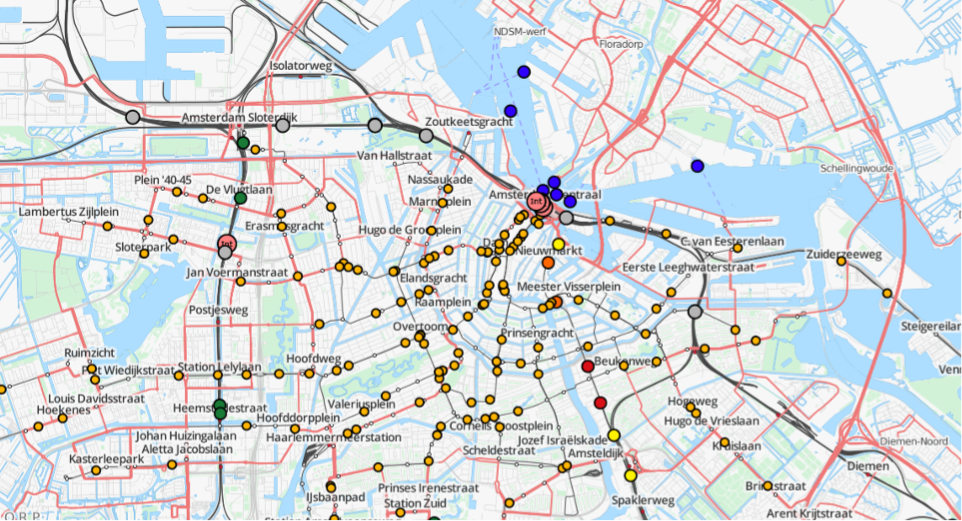 NDSM-werf
Floradorp
Isolatorweg
Amsterdam Sloterdijk
Zoutkeetsgracht
Van Hallstraat
Schellingwoude
Plein '40-45
Nassaukade
De Vlugtlaan
Marnixplein
Amsterdam Centraal
Int
Lambertus Zijlplein
Erasmusgracht
Hugo de Grootplein
Int
Sloterpark
Nieuwmarkt
C. van Eesterenlaan
Zuiderzeeweg
Jan Voermanstraat
Elandsgracht
Eerste Leeghwaterstraat
Meester Visserplein
Raamplein
Postjesweg
Overtoom
Prinsengracht
Steigereiland
Ruimzicht
Hoofdweg
Beukenweg
Station Lelylaan
Louis Davidsstraat
Hoekenes
Heemstedestraat
Valeriusplein
Hogeweg
Hoofddorpplein
Hugo de Vrieslaan
Johan Huizingalaan
Haarlemmermeerstation
Cornelis Troostplein
Jozef Israëlskade
Kruislaan
Diemen-Noord
Aletta Jacobslaan
Scheldestraat
Amsteldijk
Kasterleepark
Diemen
IJsbaanpad
Prinses Irenestraat
Station Zuid
Spaklerweg
Brinkstraat
Arent Krijtstraat